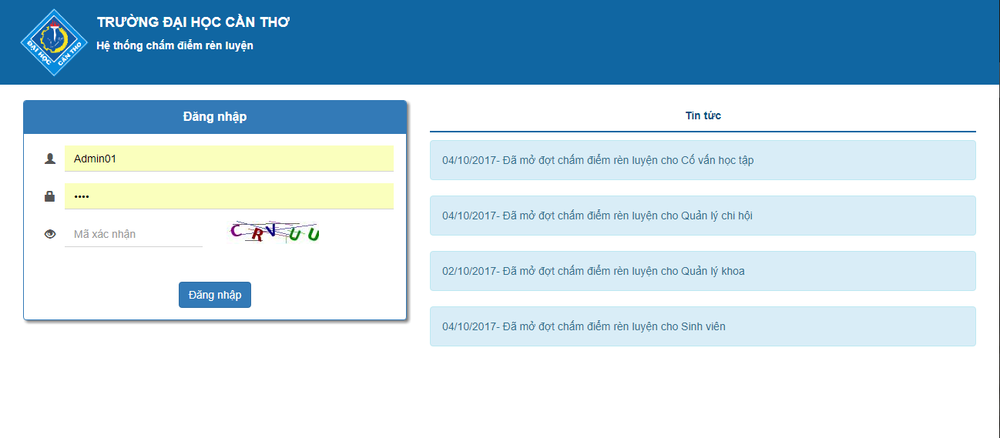 TRƯỜNG ĐẠI HỌC CẦN THƠ
Hệ thống chấm điểm rèn luyện
ĐẠI HỌC CẦN THƠ
Đăng nhập
Admin01
••••
Mã xác nhận
CRVUU
Đăng nhập
Tin tức
04/10/2017- Đã mở đợt chấm điểm rèn luyện cho Cố vấn học tập
04/10/2017- Đã mở đợt chấm điểm rèn luyện cho Quản lý chi hội
02/10/2017- Đã mở đợt chấm điểm rèn luyện cho Quản lý khoa
04/10/2017- Đã mở đợt chấm điểm rèn luyện cho Sinh viên